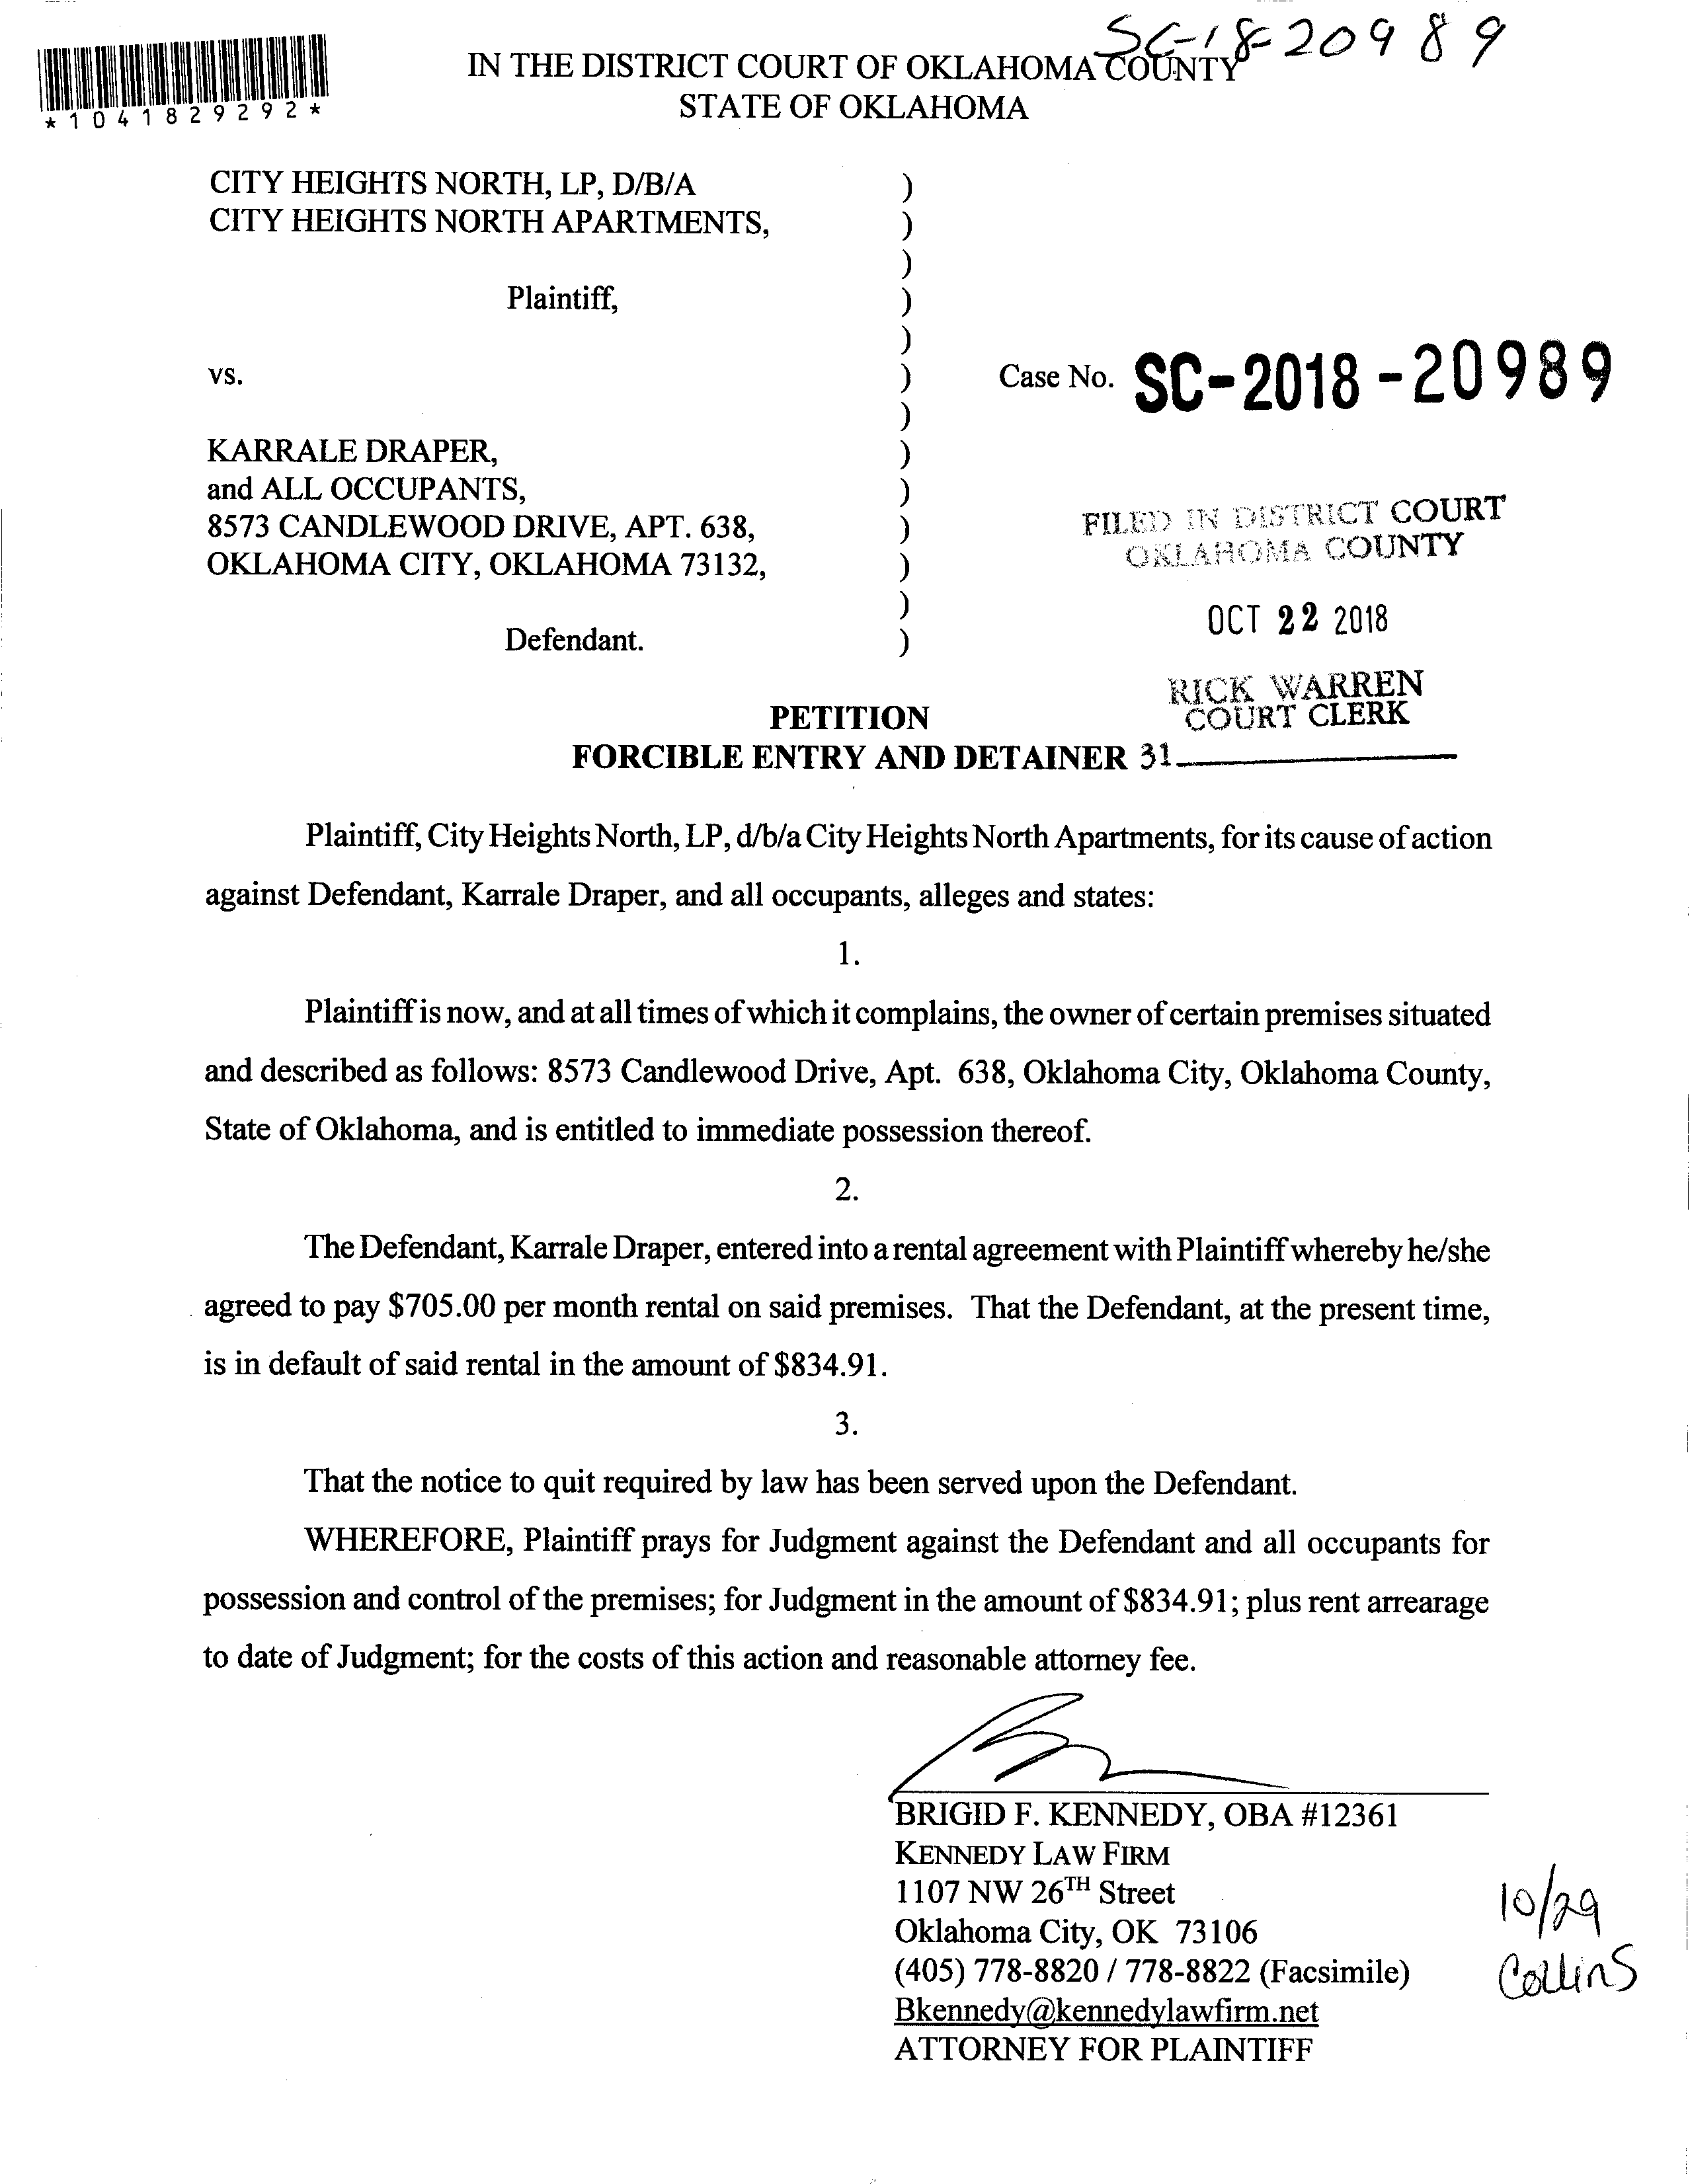 SC-18-20989
*1041829292*
IN THE DISTRICT COURT OF OKLAHOMA COUNTY
STATE OF OKLAHOMA
CITY HEIGHTS NORTH, LP, D/B/A )
CITY HEIGHTS NORTH APARTMENTS, )
)
Plaintiff, )
)
vs. ) Case No. SC-2018-20989
)
KARRALE DRAPER, )
and ALL OCCUPANTS, )
8573 CANDLEWOOD DRIVE, APT. 638, )
OKLAHOMA CITY, OKLAHOMA 73132, )
)
Defendant. )
FILED IN DISTRICT COURT
OKLAHOMA COUNTY
OCT 22 2018
RICK WARREN
COURT CLERK
31
PETITION
FORCIBLE ENTRY AND DETAINER
Plaintiff, City Heights North, LP, d/b/a City Heights North Apartments, for its cause of action
against Defendant, Karrale Draper, and all occupants, alleges and states:
1.
Plaintiff is now, and at all times of which it complains, the owner of certain premises situated
and described as follows: 8573 Candlewood Drive, Apt. 638, Oklahoma City, Oklahoma County,
State of Oklahoma, and is entitled to immediate possession thereof.
2.
The Defendant, Karrale Draper, entered into a rental agreement with Plaintiff whereby he/she
agreed to pay $705.00 per month rental on said premises. That the Defendant, at the present time,
is in default of said rental in the amount of $834.91.
3.
That the notice to quit required by law has been served upon the Defendant.
WHEREFORE, Plaintiff prays for Judgment against the Defendant and all occupants for
possession and control of the premises; for Judgment in the amount of $834.91; plus rent arrearage
to date of Judgment; for the costs of this action and reasonable attorney fee.
BRIGID F. KENNEDY, OBA #12361
KENNEDY LAW FIRM
1107 NW 26TH Street
Oklahoma City, OK 73106
(405) 778-8820 / 778-8822 (Facsimile)
Bkennedy@kennedylawfirm.net
ATTORNEY FOR PLAINTIFF
10/29
Collins